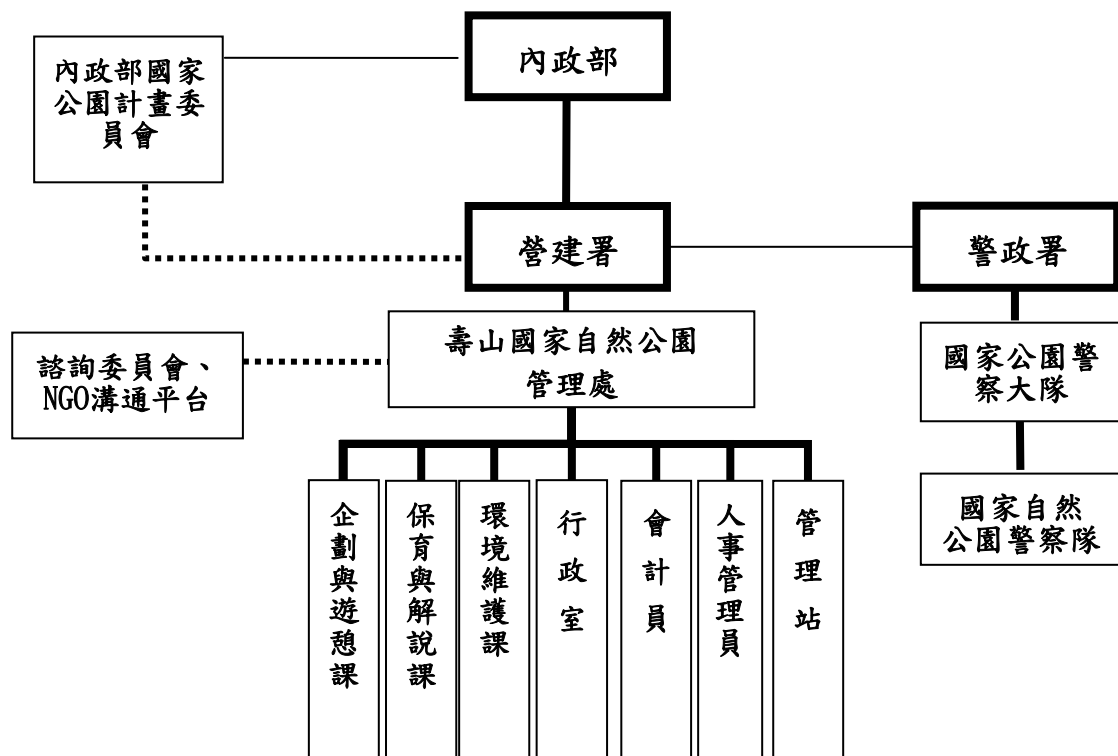 內政部
內政部國家
公園計畫委
員會
營建署
警政署
壽山國家自然公園
管理處
諮詢委員會、
NGO溝通平台
國家公園警
察大隊
國家自然
公園警察隊
企劃與遊憩課
保育與解說課
環境維護課
行政室
會計員
人事管理員
管理站